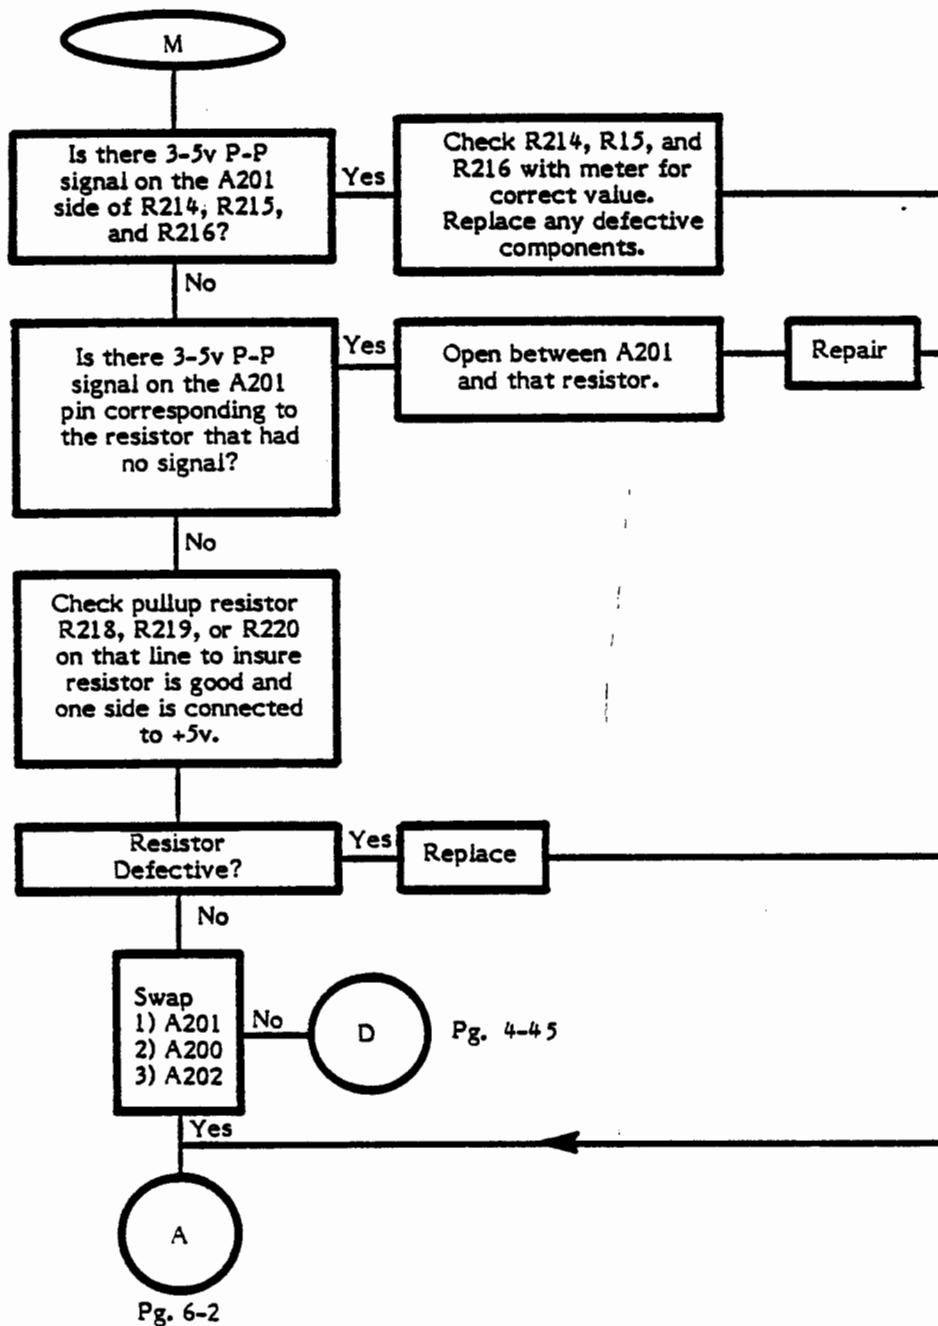 M
Is there 3-5v P-P
signal on the A201
side of R214, R215,
and R216?
Yes
Check R214, R15, and
R216 with meter for
correct value.
Replace any defective
components.
No
Is there 3-5v P-P
signal on the A201
pin corresponding to
the resistor that had
no signal?
Yes
Open between A201
and that resistor.
Repair
No
Check pullup resistor
R218, R219, or R220
on that line to insure
resistor is good and
one side is connected
to +5v.
Resistor
Defective?
Yes
Replace
No
Swap
1) A201
2) A200
3) A202
No
D
Pg. 4-45
Yes
A
Pg. 6-2